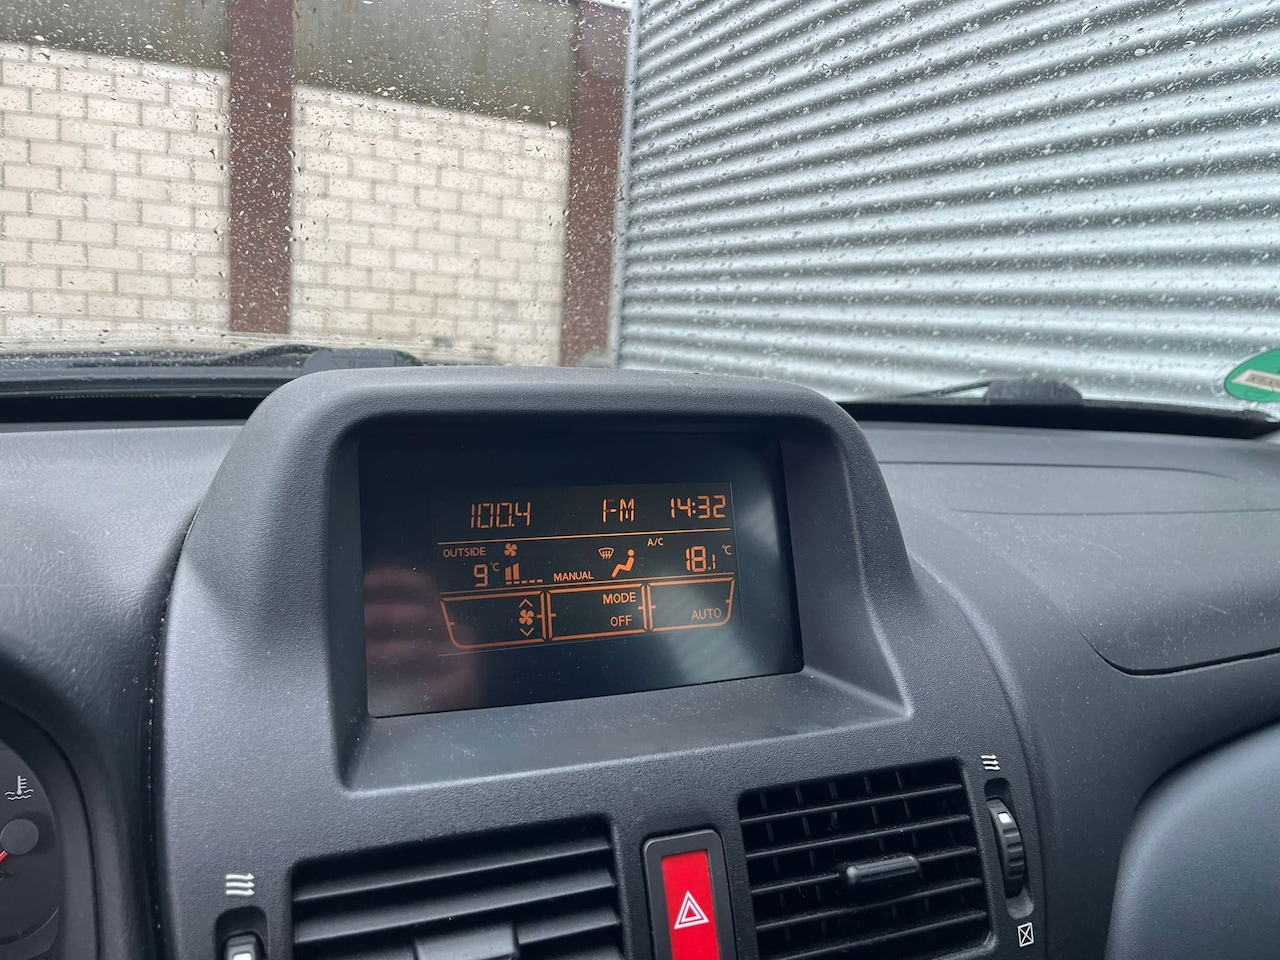 100.4 FM 14:32
OUTSIDE A/C
9°C MANUAL 18.1 °C
MODE
OFF AUTO